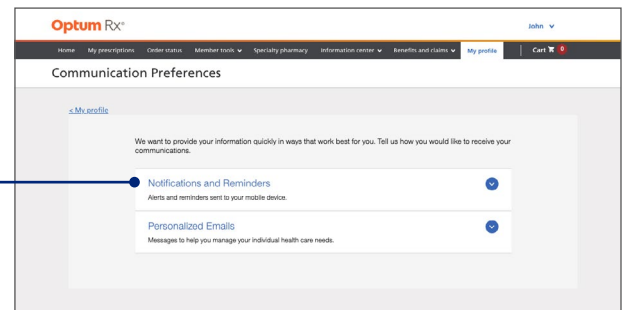 Optum Rx®
John
Home My prescriptions Order status Member tools Specialty pharmacy Information center Benefits and claims My profile Cart 0
Communication Preferences
« My profile
We want to provide your information quickly in ways that work best for you. Tell us how you would like to receive your
communications.
Notifications and Reminders
Alerts and reminders sent to your mobile device.
Personalized Emails
Messages to help you manage your individual health care needs.